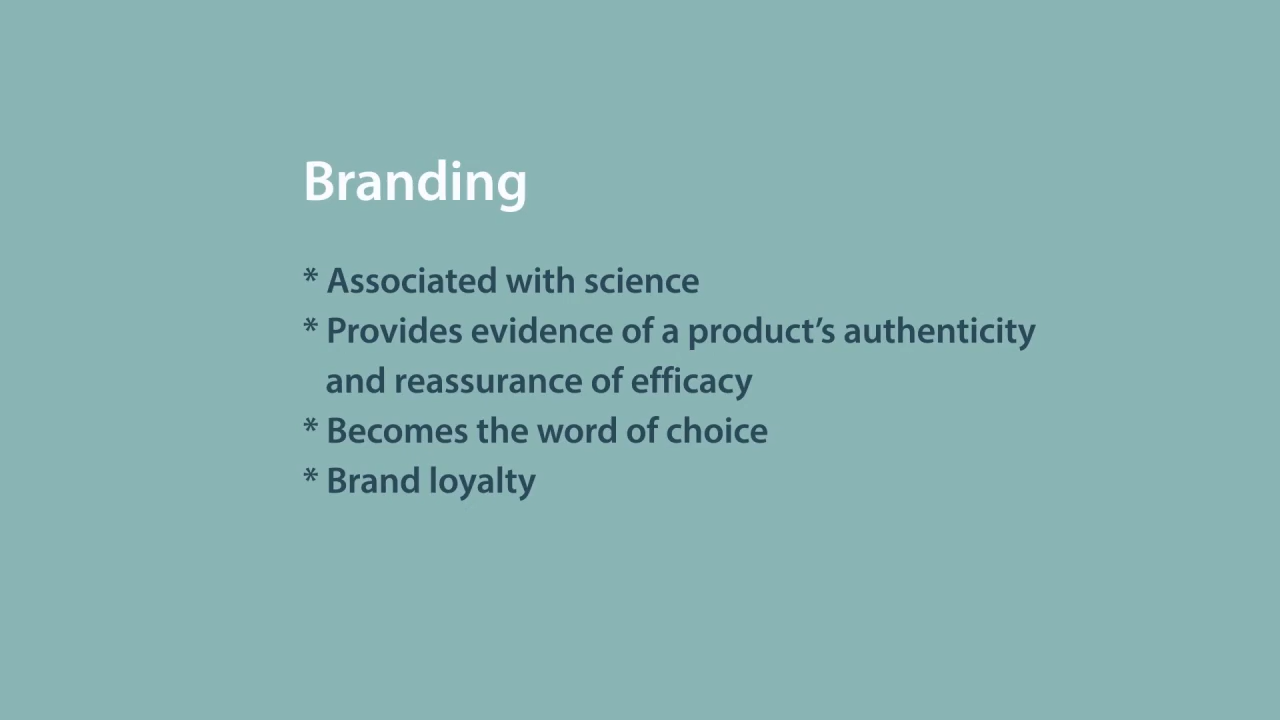 Branding
* Associated with science
* Provides evidence of a product’s authenticity
and reassurance of efficacy
* Becomes the word of choice
* Brand loyalty